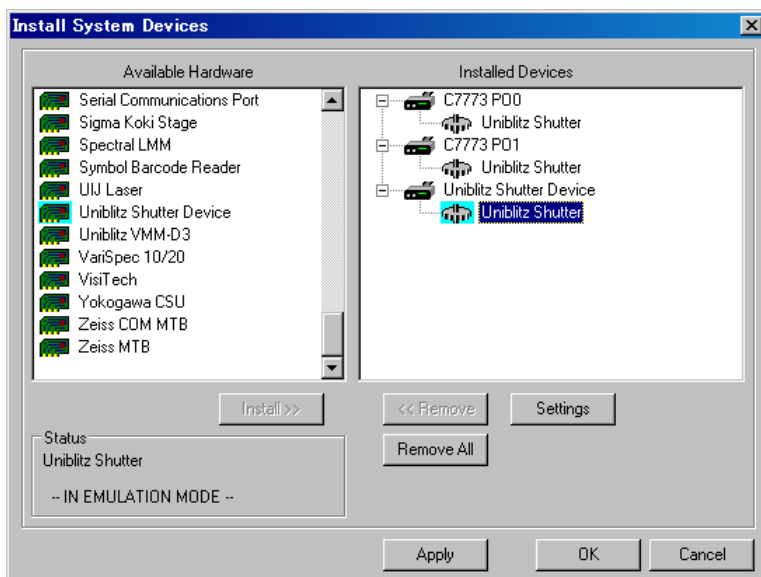 Install System Devices
Available Hardware
Serial Communications Port
Sigma Koki Stage
Spectral LMM
Symbol Barcode Reader
UIJ Laser
Uniblitz Shutter Device
Uniblitz VMM-D3
VariSpec 10/20
VisiTech
Yokogawa CSU
Zeiss COM MTB
Zeiss MTB
Install >>
Status
Uniblitz Shutter
-- IN EMULATION MODE --
Installed Devices
C7773 PO0
Uniblitz Shutter
C7773 PO1
Uniblitz Shutter
Uniblitz Shutter Device
Uniblitz Shutter
<< Remove
Settings
Remove All
Apply
OK
Cancel